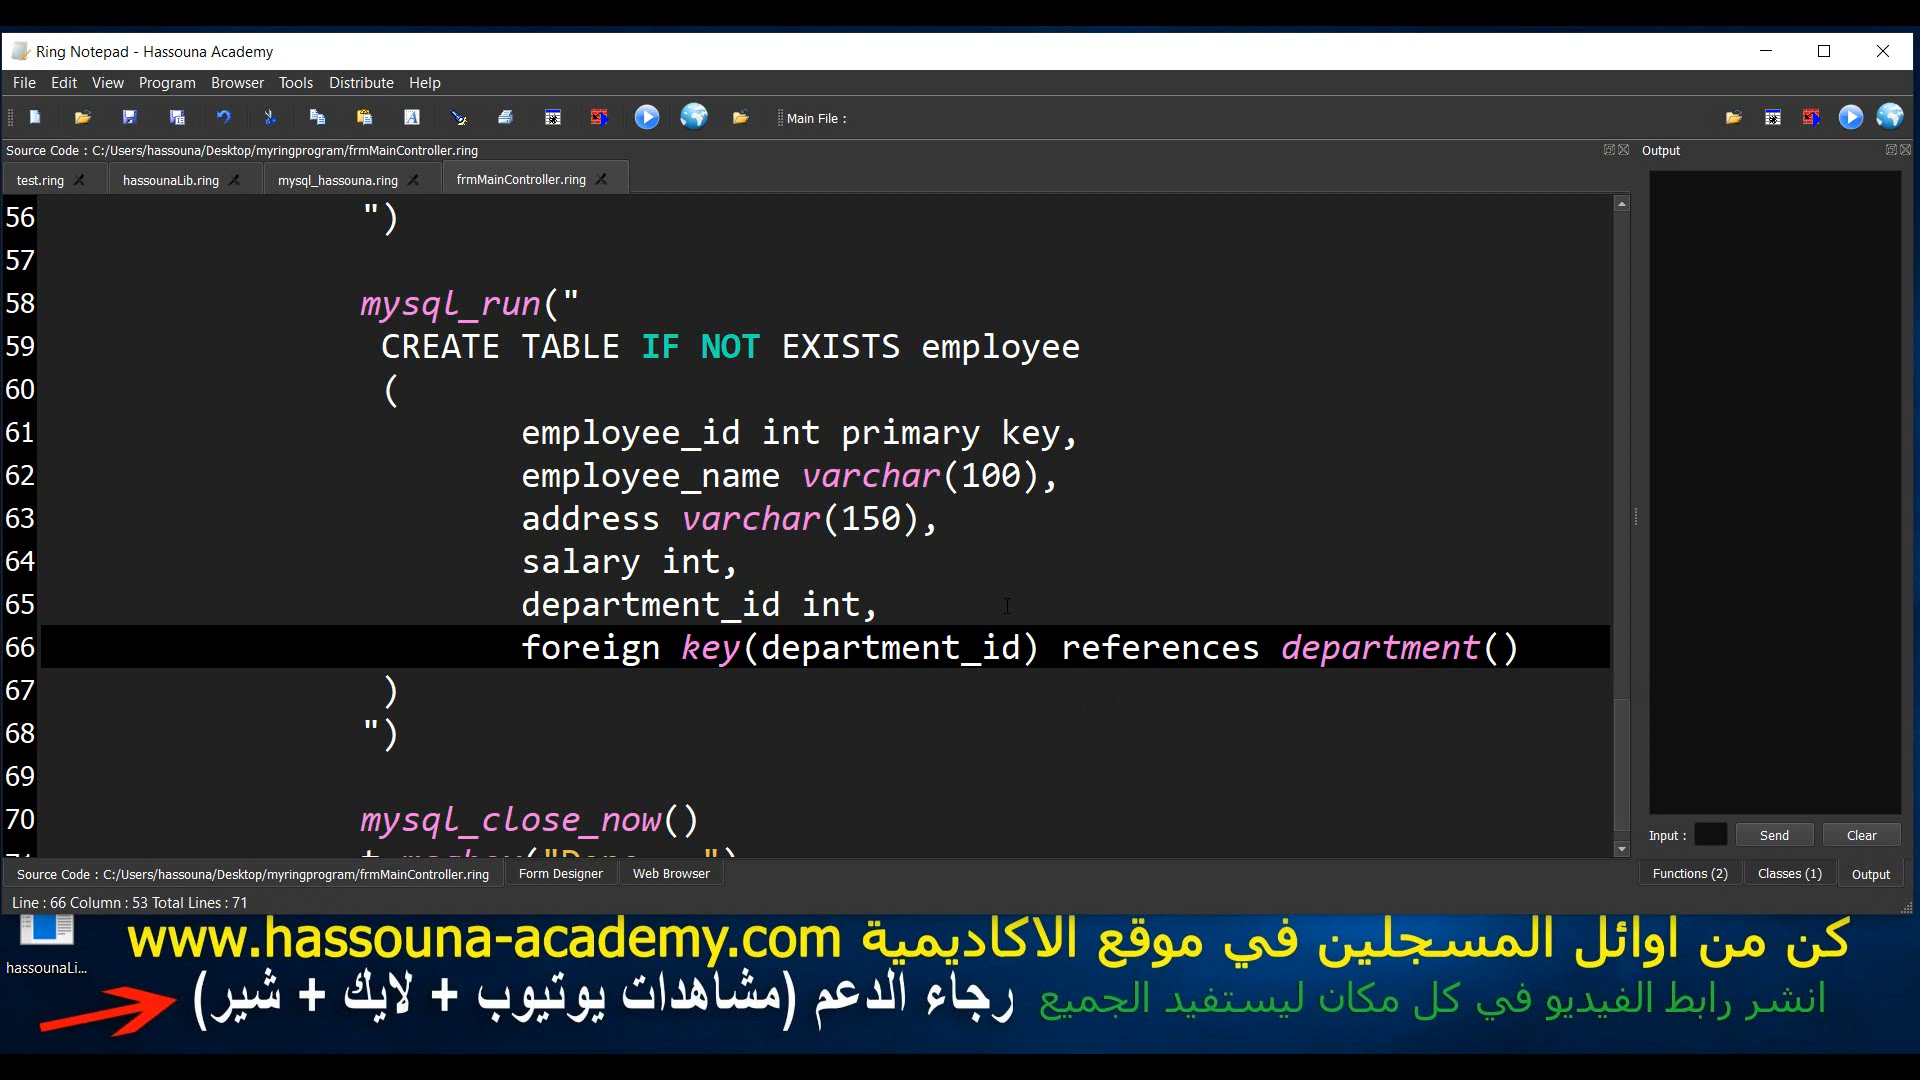 Ring Notepad - Hassouna Academy
File Edit View Program Browser Tools Distribute Help
Main File :
Source Code : C:/Users/hassouna/Desktop/myringprogram/frmMainController.ring
Output
test.ring hassounaLib.ring mysql_hassouna.ring frmMainController.ring
56 ")
57
58 mysql_run("
59 CREATE TABLE IF NOT EXISTS employee
60 (
61 employee_id int primary key,
62 employee_name varchar(100),
63 address varchar(150),
64 salary int,
65 department_id int,
66 foreign key(department_id) references department()
67 )
68 ")
69
70 mysql_close_now()
Input : Send Clear
Source Code : C:/Users/hassouna/Desktop/myringprogram/frmMainController.ring Form Designer Web Browser
Functions (2) Classes (1) Output
Line : 66 Column : 53 Total Lines : 71
كن من اوائل المسجلين في موقع الاكاديمية www.hassouna-academy.com
hassounaLi...
انشر رابط الفيديو في كل مكان ليستفيد الجميع رجاء الدعم (مشاهدات يوتيوب + لايك + شير)